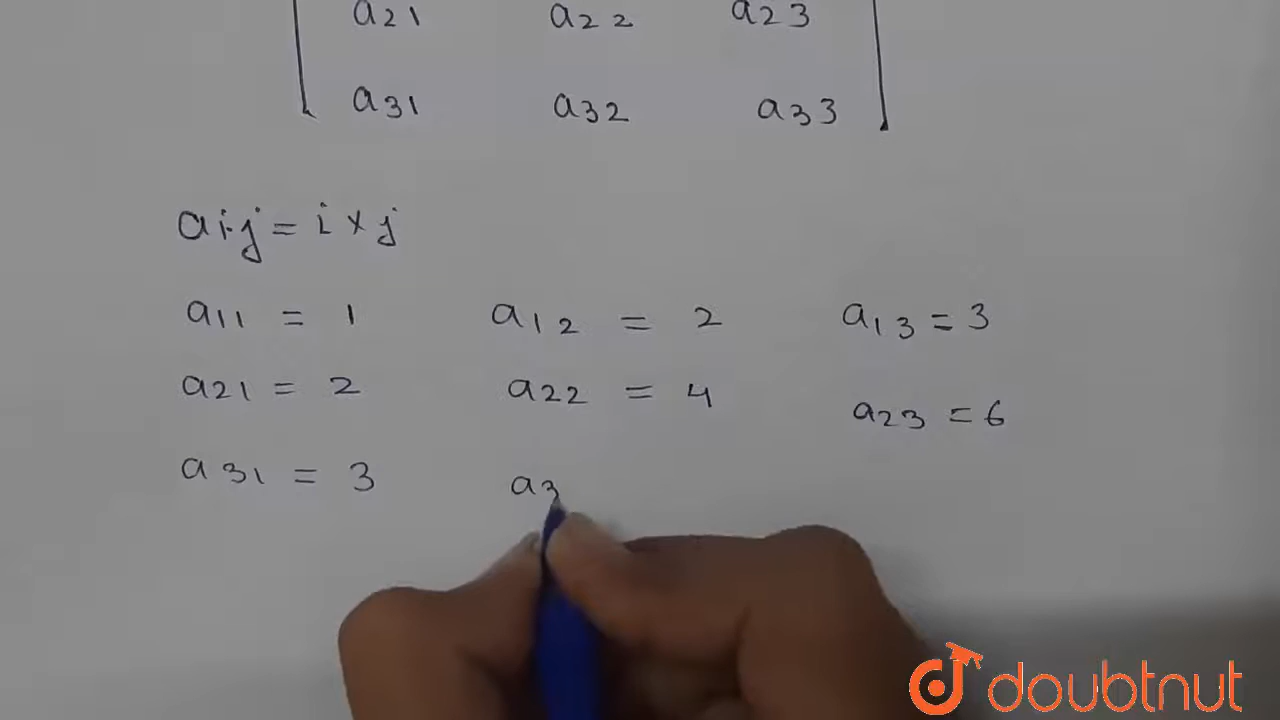 a21 a22 a23
a31 a32 a33
aij = i × j
a11 = 1 a12 = 2 a13 = 3
a21 = 2 a22 = 4 a23 = 6
a31 = 3 a3
doubtnut